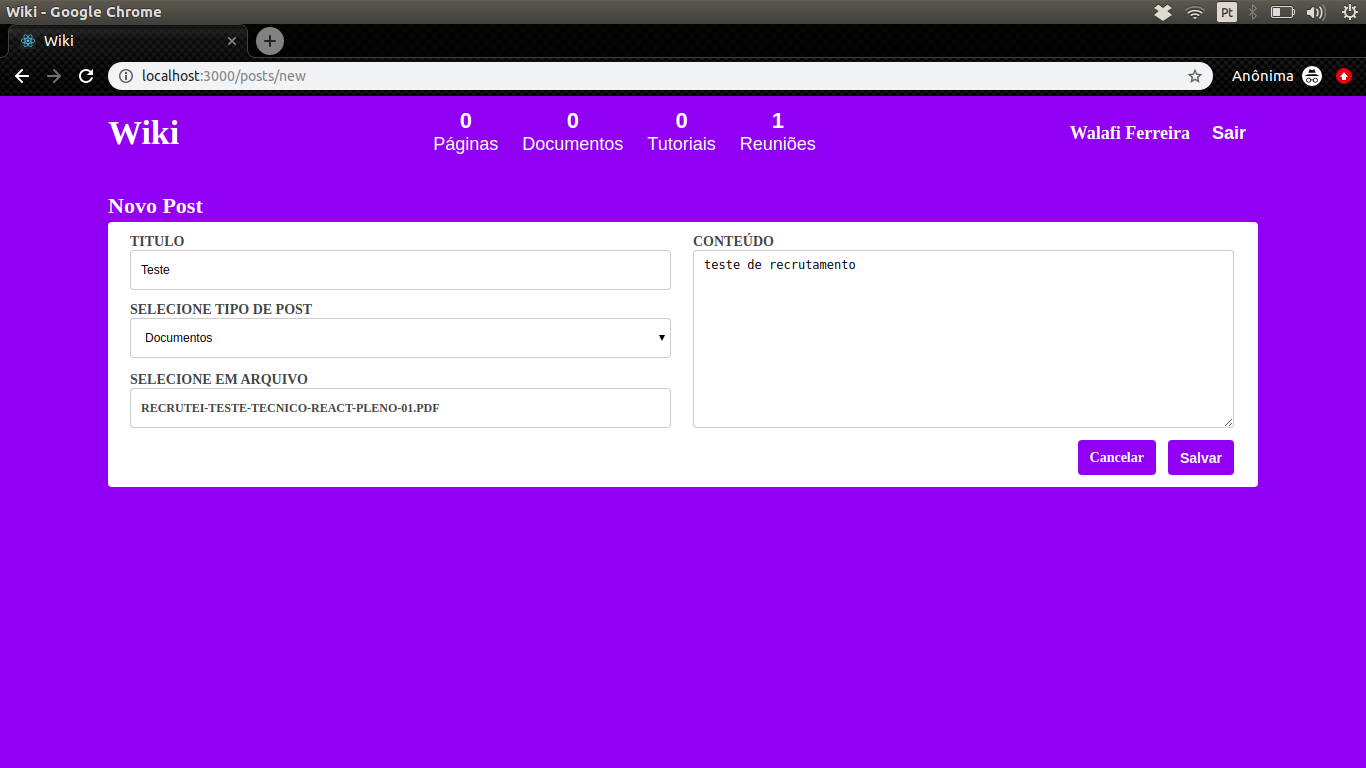 Wiki - Google Chrome
Pt
Wiki
localhost:3000/posts/new
Anônima
Wiki
0 Páginas
0 Documentos
0 Tutoriais
1 Reuniões
Walafi Ferreira
Sair
Novo Post
TITULO
Teste
SELECIONE TIPO DE POST
Documentos
SELECIONE EM ARQUIVO
RECRUTEI-TESTE-TECNICO-REACT-PLENO-01.PDF
CONTEÚDO
teste de recrutamento
Cancelar
Salvar